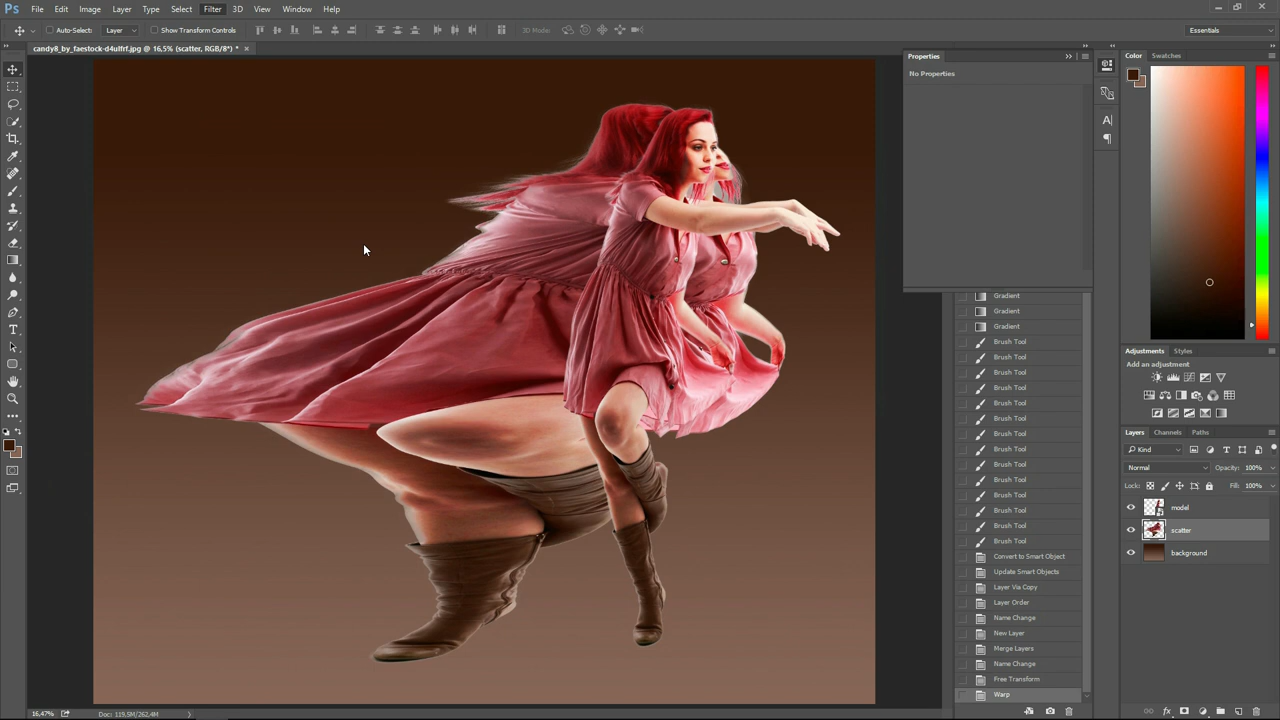 Ps File Edit Image Layer Type Select Filter 3D View Window Help
Auto-Select: Layer Show Transform Controls 3D Mode: Essentials
candy8_by_faestock-d4ulfrf.jpg @ 16,5% (scatter, RGB/8*) * ×
Properties
No Properties
Color Swatches
Gradient
Gradient
Gradient
Brush Tool
Brush Tool
Brush Tool
Brush Tool
Brush Tool
Brush Tool
Brush Tool
Brush Tool
Brush Tool
Brush Tool
Brush Tool
Brush Tool
Brush Tool
Brush Tool
Convert to Smart Object
Update Smart Objects
Layer Via Copy
Layer Order
Name Change
New Layer
Merge Layers
Name Change
Free Transform
Warp
Adjustments Styles
Add an adjustment
Layers Channels Paths
Kind
Normal Opacity: 100%
Lock: Fill: 100%
model
scatter
background
16,47% Doc: 119,5M/262,4M